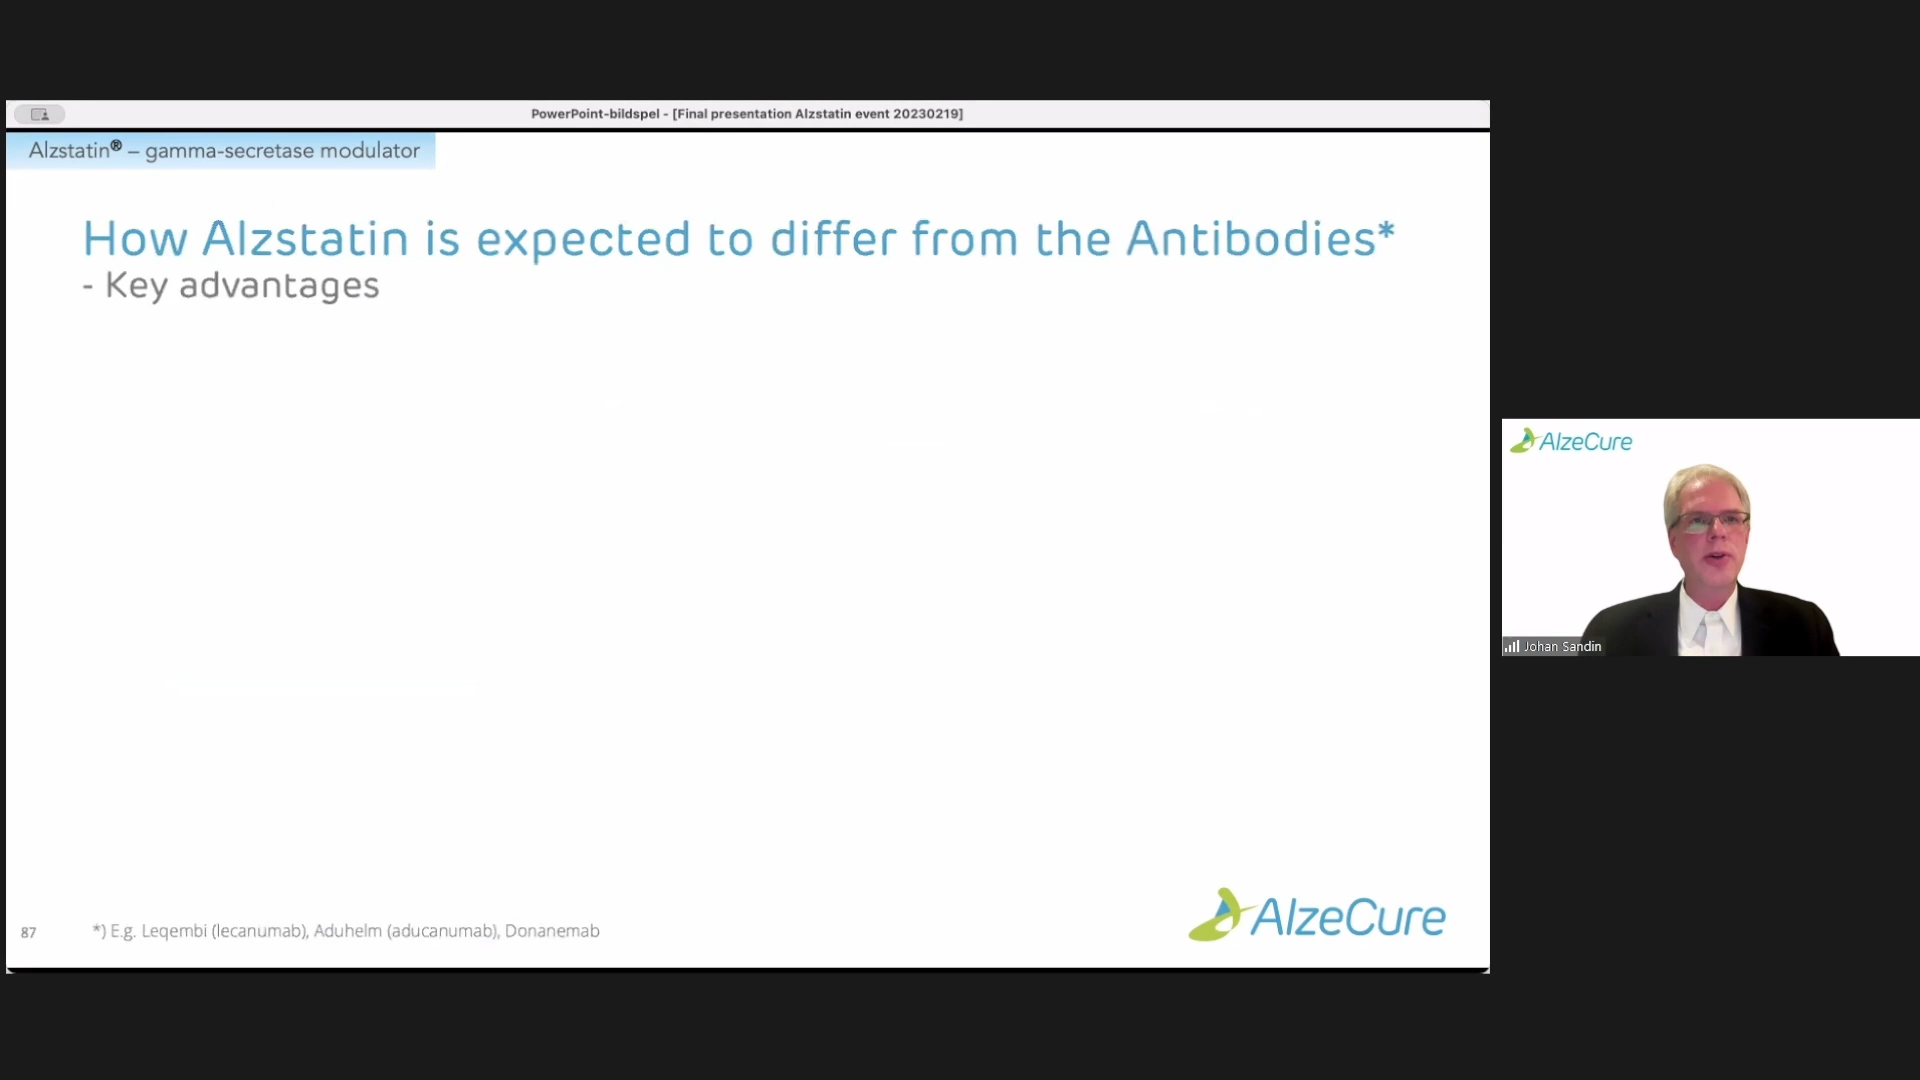 PowerPoint-bildspel - [Final presentation Alzstatin event 20230219]
Alzstatin® – gamma-secretase modulator
How Alzstatin is expected to differ from the Antibodies*
- Key advantages
AlzeCure
Johan Sandin
87
*) E.g. Leqembi (lecanumab), Aduhelm (aducanumab), Donanemab
AlzeCure